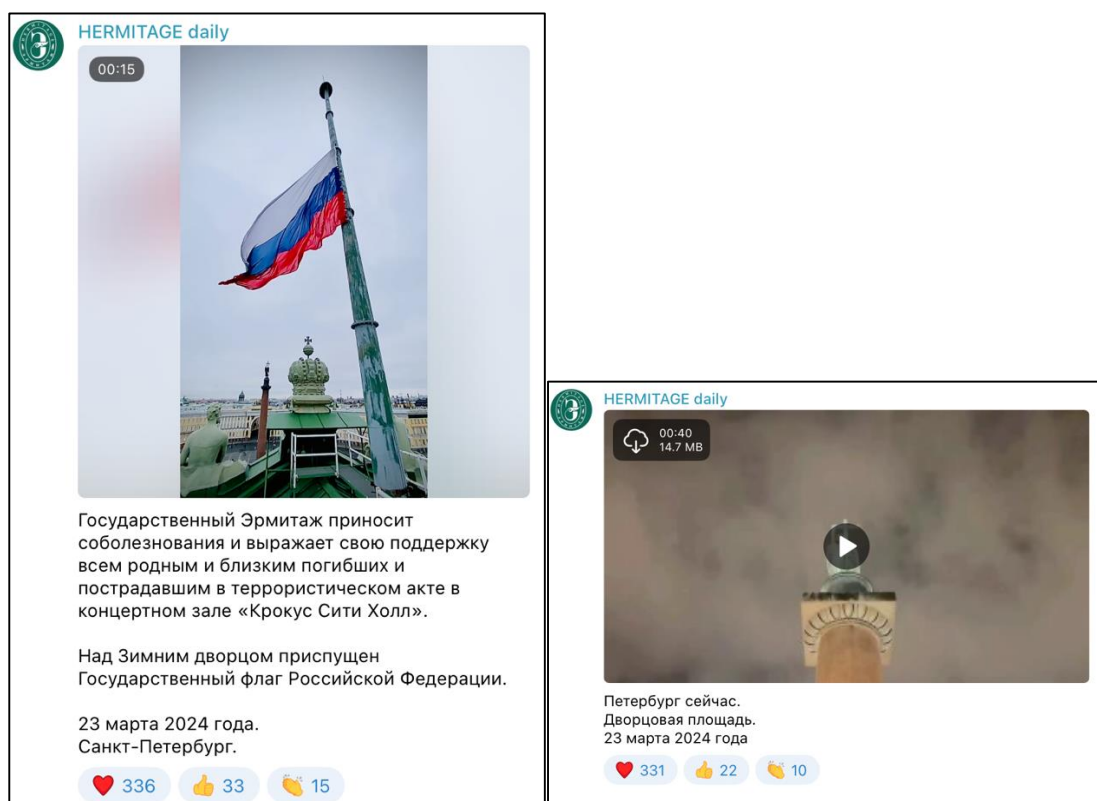 HERMITAGE daily
00:15
Государственный Эрмитаж приносит
соболезнования и выражает свою поддержку
всем родным и близким погибших и
пострадавшим в террористическом акте в
концертном зале «Крокус Сити Холл».
Над Зимним дворцом приспущен
Государственный флаг Российской Федерации.
23 марта 2024 года.
Санкт-Петербург.
336 33 15
HERMITAGE daily
00:40
14.7 MB
Петербург сейчас.
Дворцовая площадь.
23 марта 2024 года
331 22 10